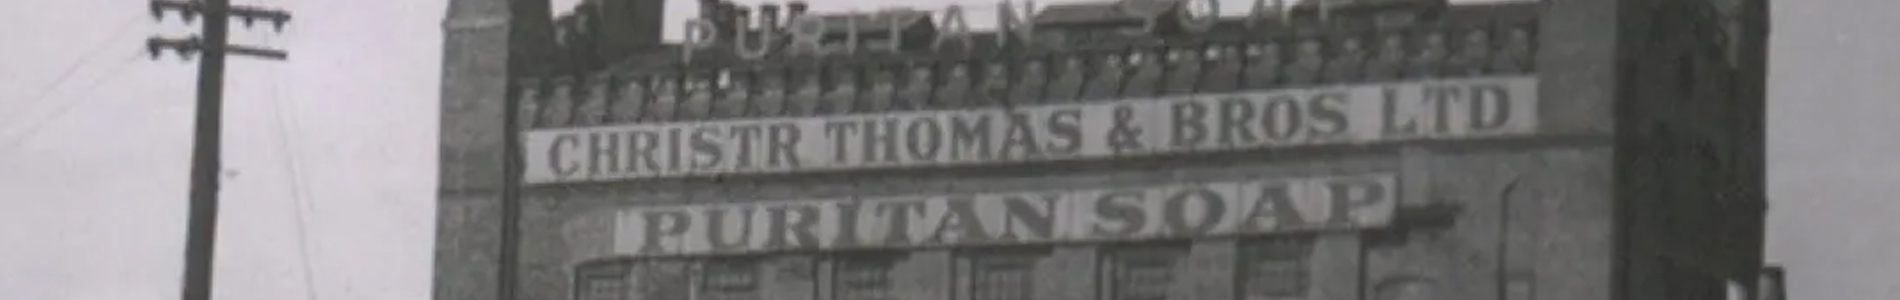 PURITAN SOAP
CHRISTR THOMAS & BROS LTD
PURITAN SOAP